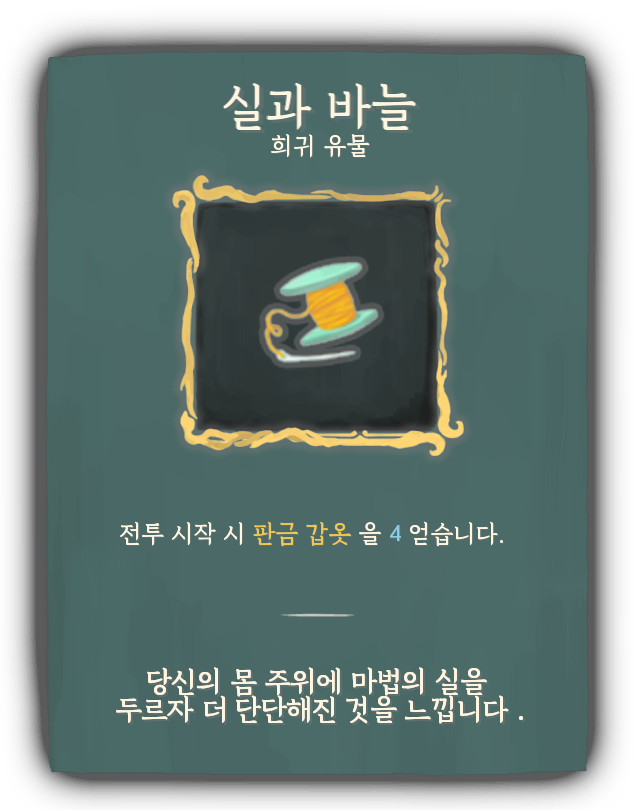 실과 바늘
희귀 유물
전투 시작 시 판금 갑옷 을 4 얻습니다.
당신의 몸 주위에 마법의 실을
두르자 더 단단해진 것을 느낍니다 .